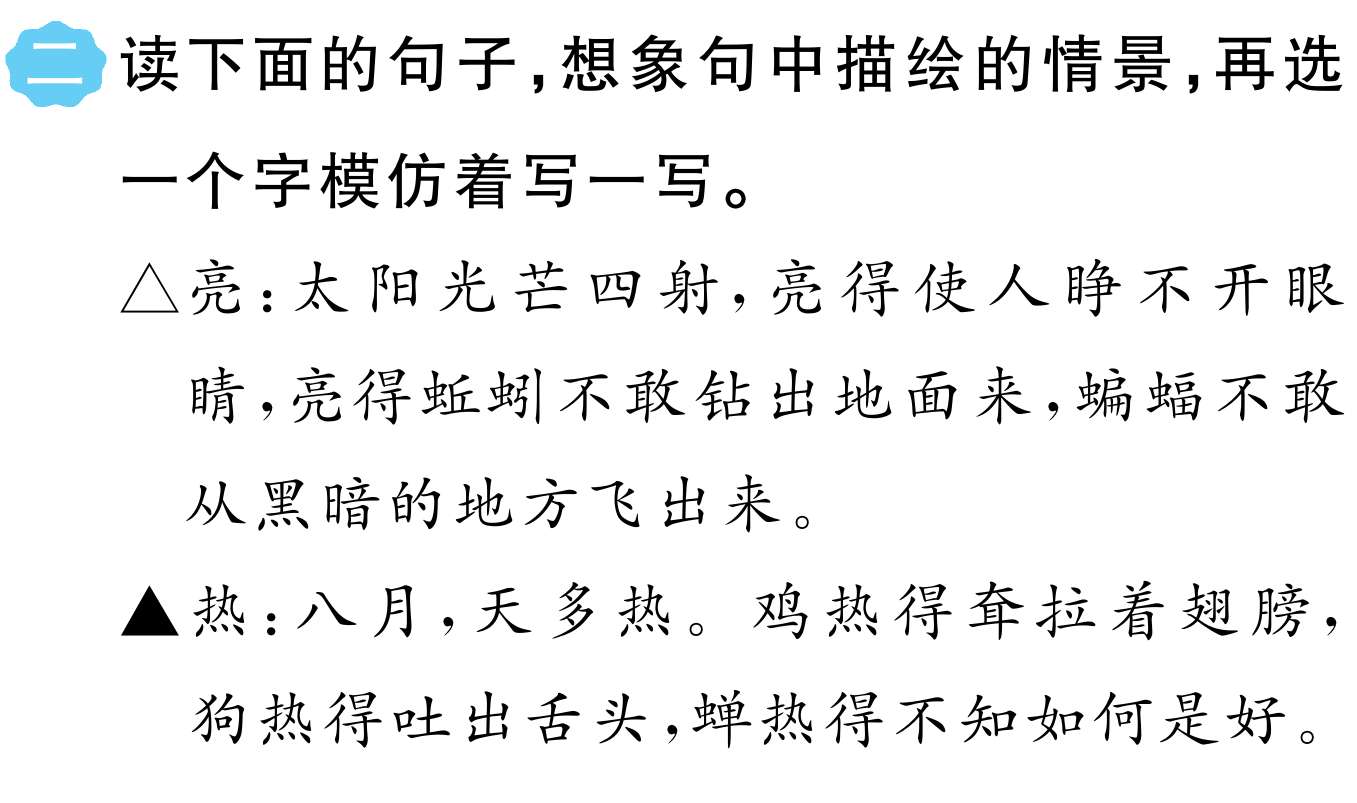 二 读下面的句子,想象句中描绘的情景,再选
一个字模仿着写一写。
△亮:太阳光芒四射,亮得使人睁不开眼
睛,亮得蚯蚓不敢钻出地面来,蝙蝠不敢
从黑暗的地方飞出来。
▲热:八月,天多热。鸡热得耷拉着翅膀,
狗热得吐出舌头,蝉热得不知如何是好。